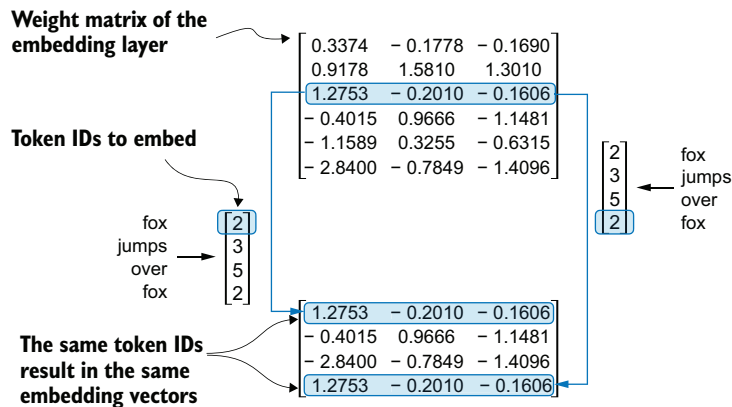 Weight matrix of the
embedding layer
0.3374 − 0.1778 − 0.1690
0.9178 1.5810 1.3010
1.2753 − 0.2010 − 0.1606
− 0.4015 0.9666 − 1.1481
− 1.1589 0.3255 − 0.6315
− 2.8400 − 0.7849 − 1.4096
Token IDs to embed
fox 2
jumps 3
over 5
fox 2
2 fox
3 jumps
5 over
2 fox
1.2753 − 0.2010 − 0.1606
− 0.4015 0.9666 − 1.1481
− 2.8400 − 0.7849 − 1.4096
1.2753 − 0.2010 − 0.1606
The same token IDs
result in the same
embedding vectors